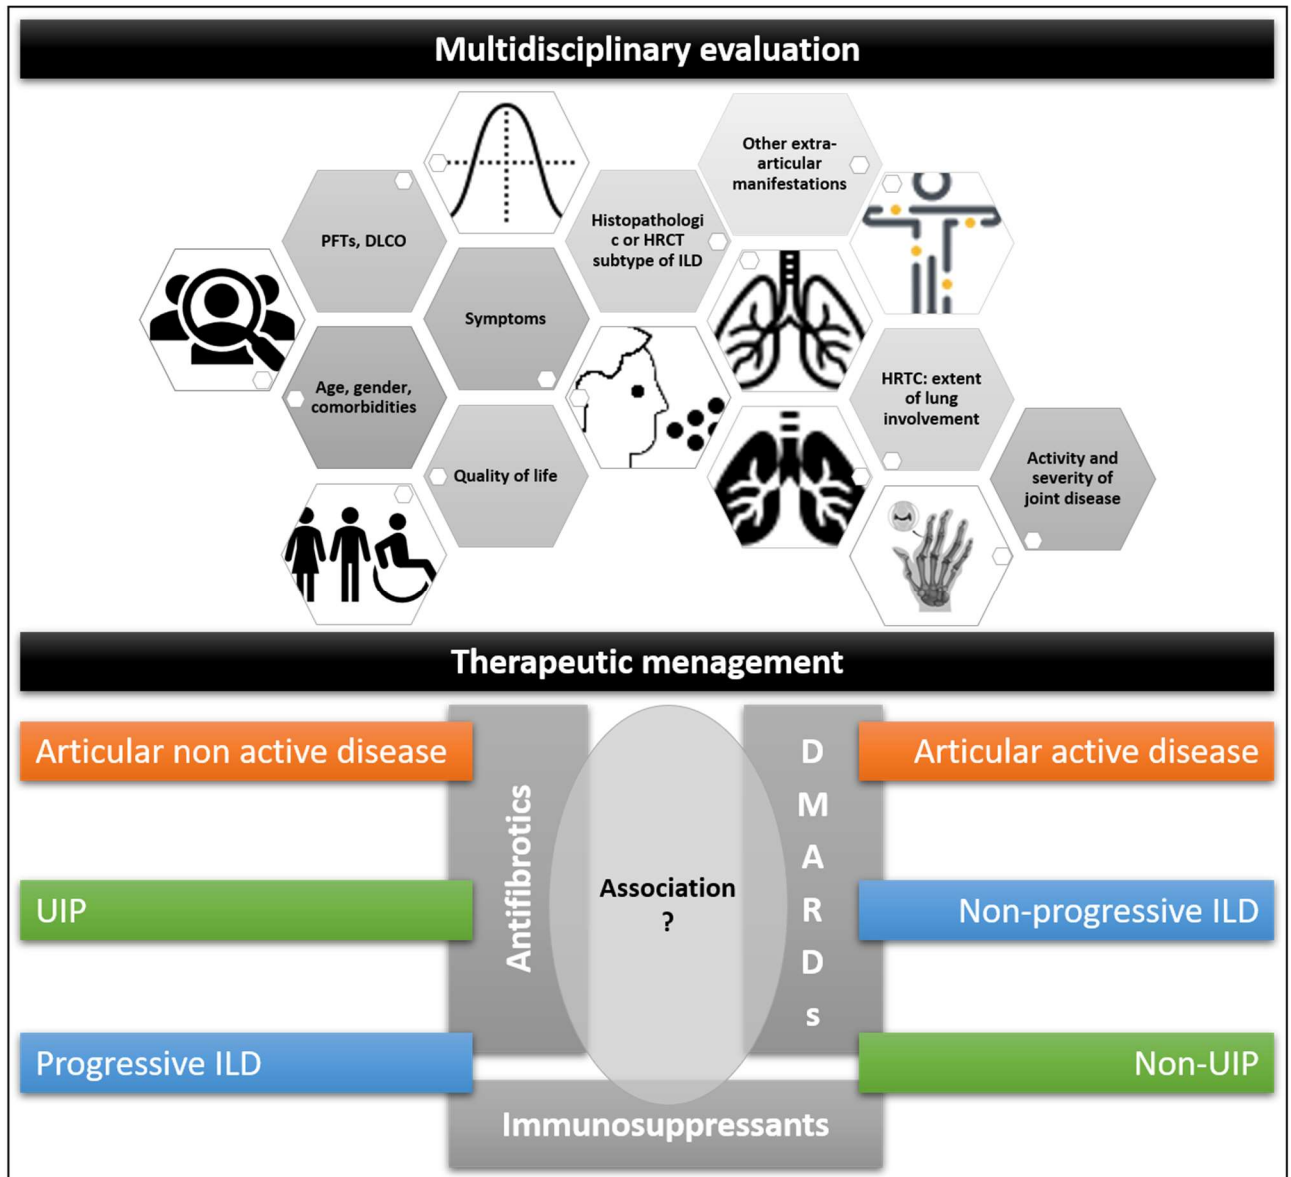 Multidisciplinary evaluation
Other extra-
articular
manifestations
PFTs, DLCO
Histopathologi
c or HRCT
subtype of ILD
Symptoms
Age, gender,
comorbidities
HRTC: extent
of lung
involvement
Quality of life
Activity and
severity of
joint disease
Therapeutic menagement
Articular non active disease
UIP
Progressive ILD
Antifibrotics
Association
?
D
M
A
R
D
s
Articular active disease
Non-progressive ILD
Non-UIP
Immunosuppressants